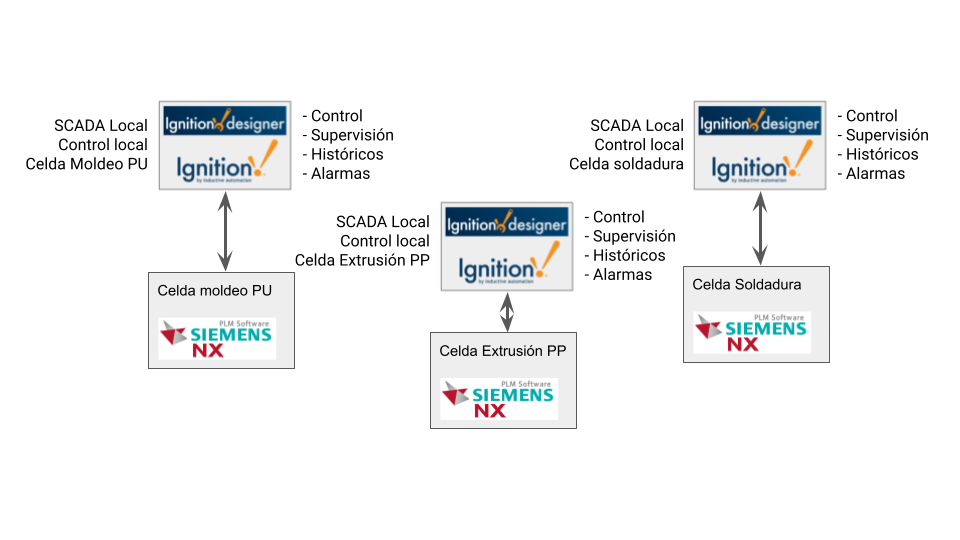 SCADA Local
Control local
Celda Moldeo PU
Ignition designer
Ignition!
by inductive automation
- Control
- Supervisión
- Históricos
- Alarmas
Celda moldeo PU
PLM Software
SIEMENS
NX
SCADA Local
Control local
Celda Extrusión PP
Ignition designer
Ignition!
by inductive automation
- Control
- Supervisión
- Históricos
- Alarmas
Celda Extrusión PP
PLM Software
SIEMENS
NX
SCADA Local
Control local
Celda soldadura
Ignition designer
Ignition!
by inductive automation
- Control
- Supervisión
- Históricos
- Alarmas
Celda Soldadura
PLM Software
SIEMENS
NX